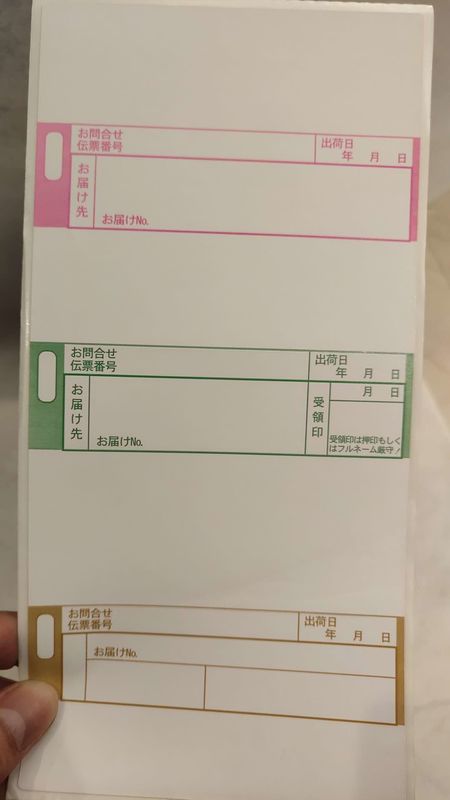 お問合せ
伝票番号
出荷日
年 月 日
お届け先
お届けNo.
お問合せ
伝票番号
出荷日
年 月 日
お届け先
お届けNo.
受領印
月 日
受領印は押印もしく
はフルネーム厳守！
お問合せ
伝票番号
出荷日
年 月 日
お届けNo.